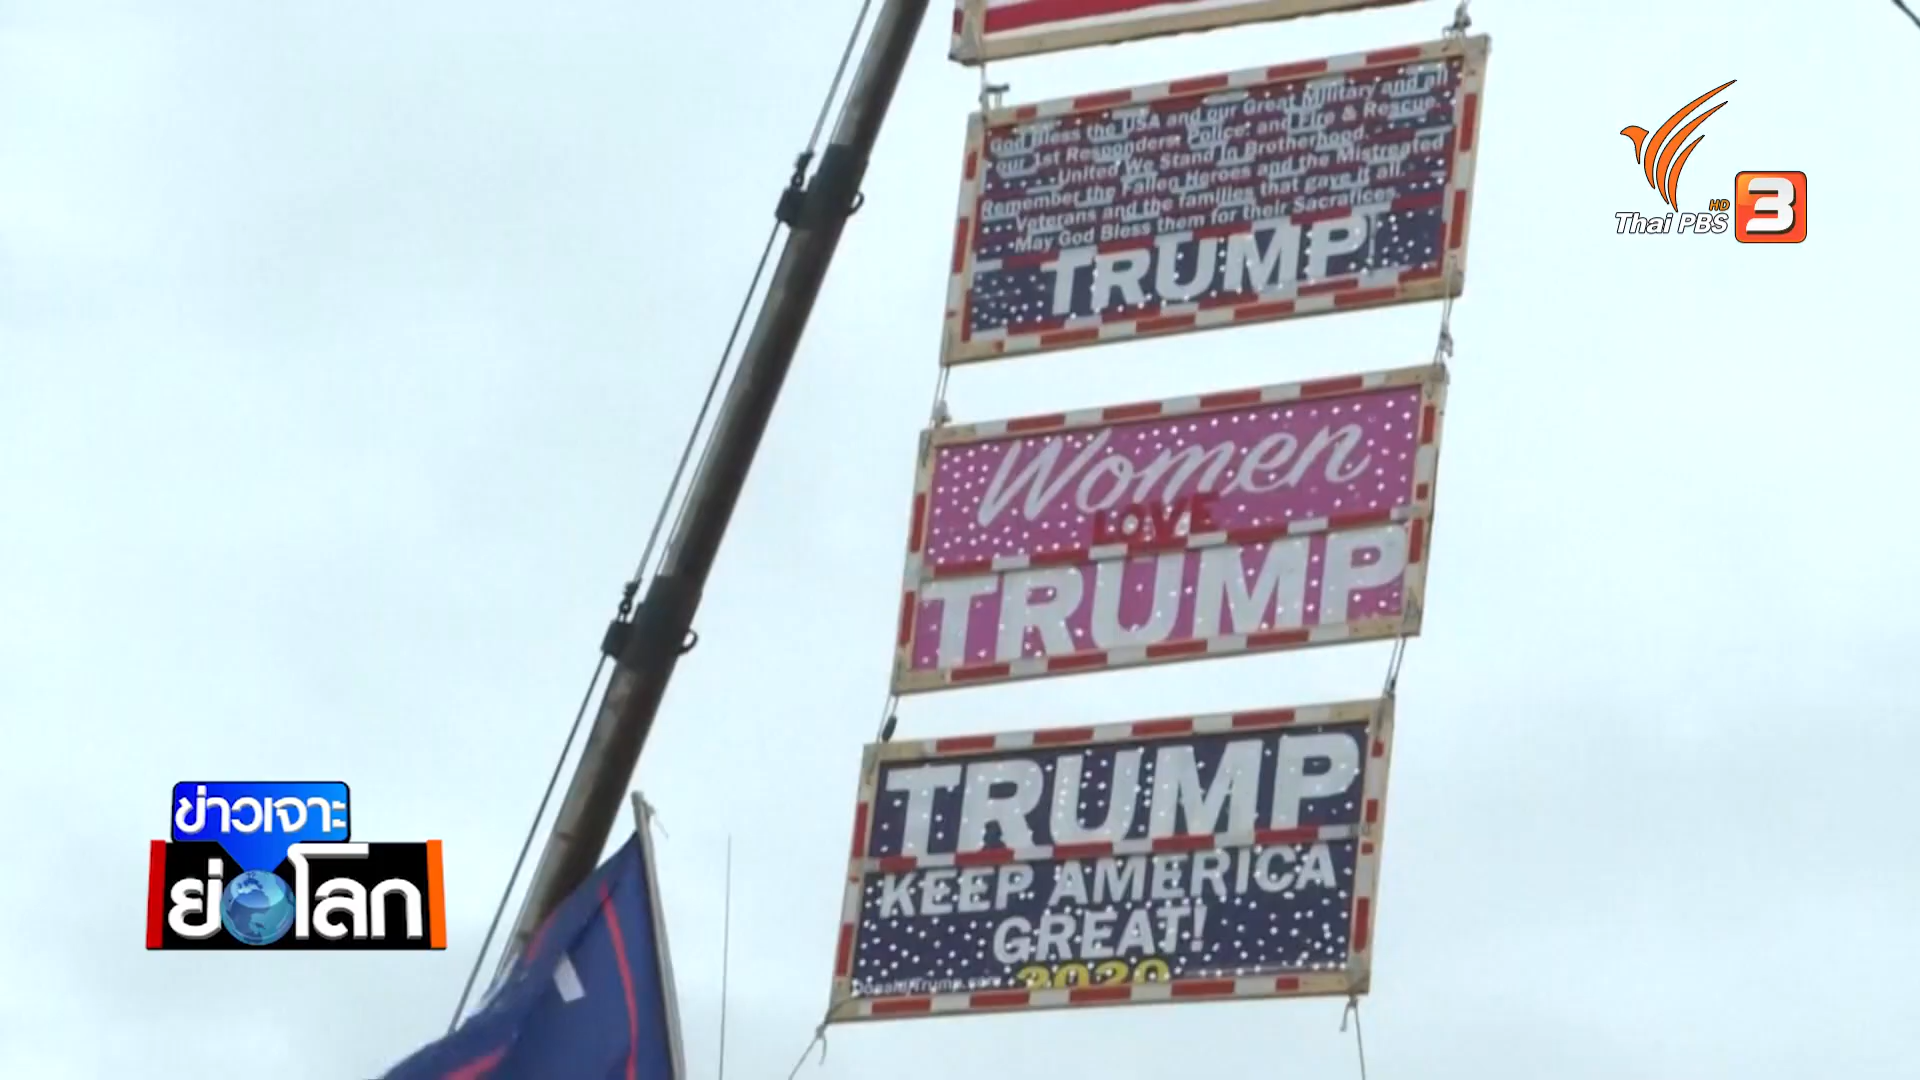 God Bless the USA and our Great Military and all
our 1st Responders: Police, and Fire & Rescue.
United We Stand In Brotherhood.
Remember the Fallen Heroes and the Mistreated
Veterans and the families that gave it all.
May God Bless them for their Sacrafices.
TRUMP
Women
LOVE
TRUMP
TRUMP
KEEP AMERICA
GREAT!
2020
DonaldJTrump.com
Thai PBS HD 3
ข่าวเจาะ
ย่อโลก